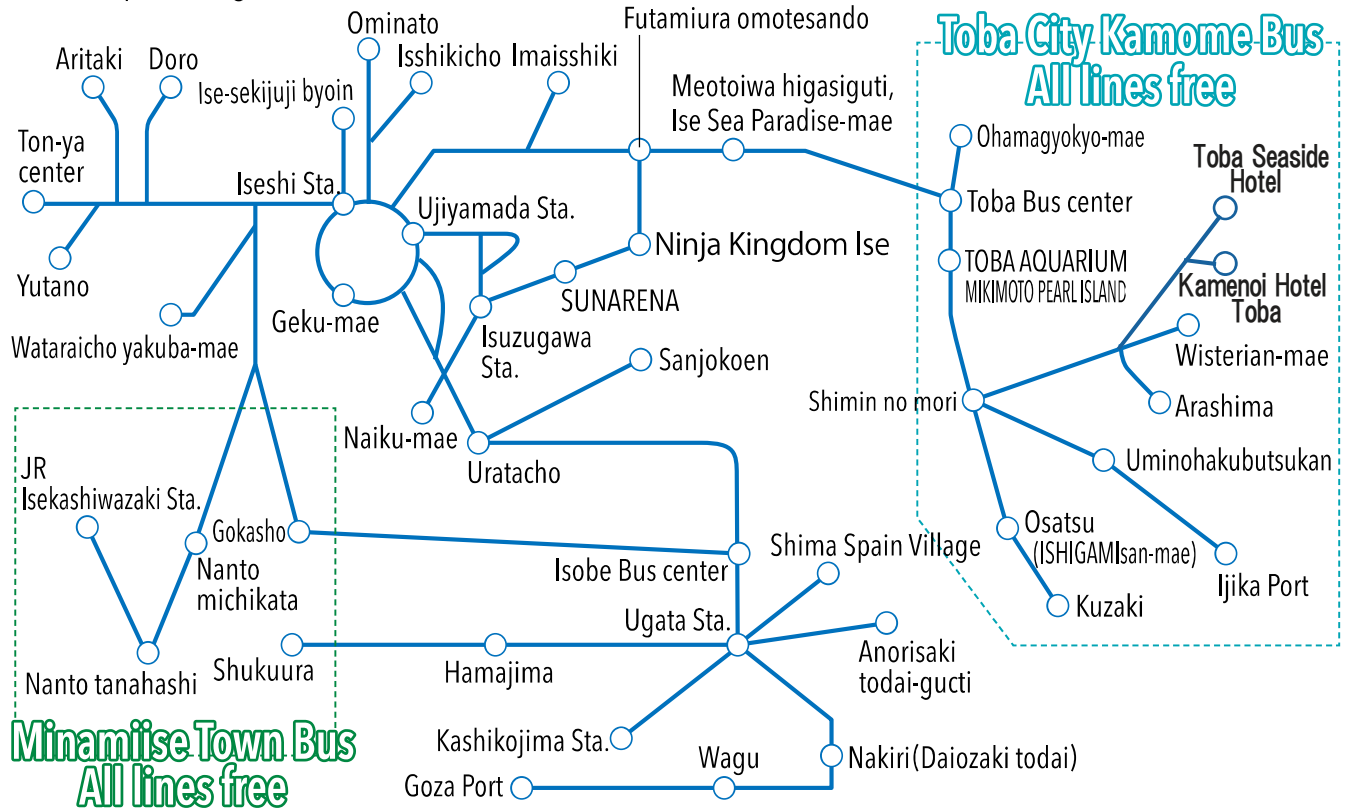 Ominato
Futamiura omotesando
Toba City Kamome Bus
All lines free
Aritaki
Doro
Isshikicho
Imaisshiki
Ise-sekijuji byoin
Meotoiwa higasiguti,
Ise Sea Paradise-mae
Ohamagyokyo-mae
Ton-ya
center
Iseshi Sta.
Toba Seaside
Hotel
Ujiyamada Sta.
Toba Bus center
Ninja Kingdom Ise
TOBA AQUARIUM
MIKIMOTO PEARL ISLAND
Yutano
SUNARENA
Kamenoi Hotel
Toba
Geku-mae
Wataraicho yakuba-mae
Isuzugawa
Sta.
Sanjokoen
Wisterian-mae
Shimin no mori
Arashima
Naiku-mae
Uratacho
Uminohakubutsukan
JR
Isekashiwazaki Sta.
Gokasho
Osatsu
(ISHIGAMIsan-mae)
Nanto
michikata
Isobe Bus center
Shima Spain Village
Ijika Port
Kuzaki
Ugata Sta.
Nanto tanahashi
Shukuura
Hamajima
Anorisaki
todai-gucti
Minamiise Town Bus
All lines free
Kashikojima Sta.
Wagu
Nakiri(Daiozaki todai)
Goza Port